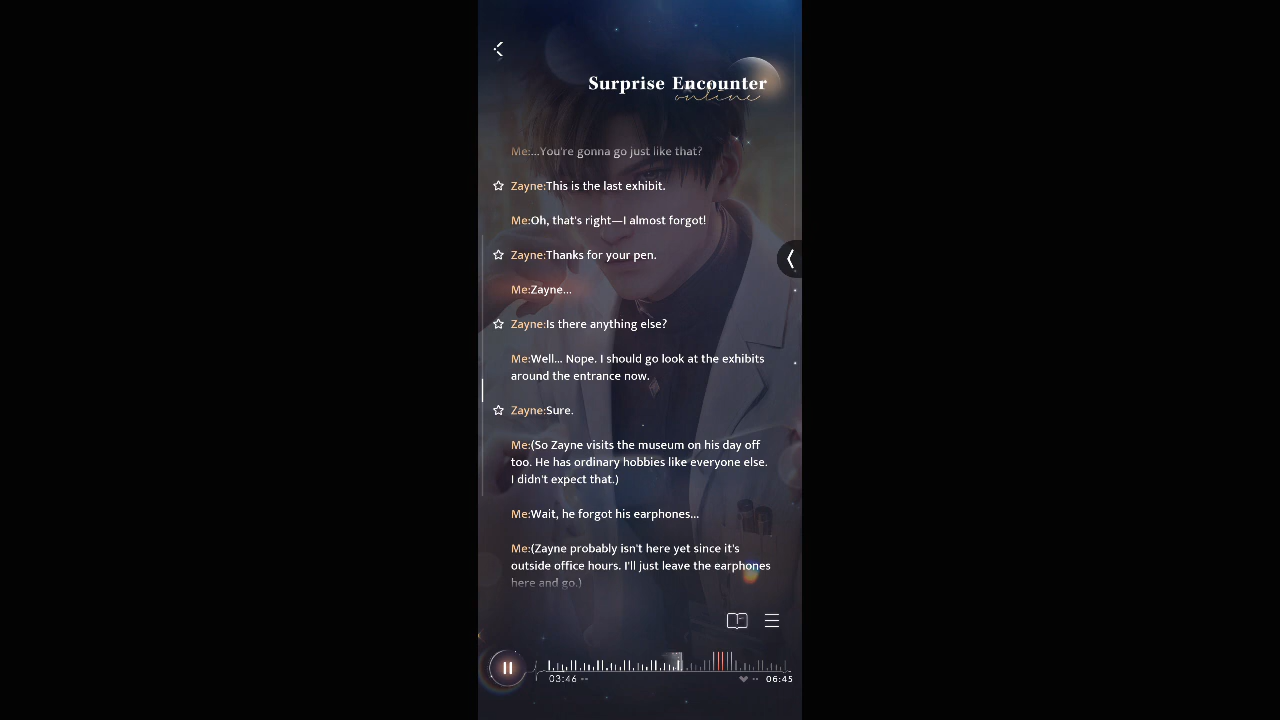 Surprise Encounter
online
Me:...You're gonna go just like that?
Zayne:This is the last exhibit.
Me:Oh, that's right—I almost forgot!
Zayne:Thanks for your pen.
Me:Zayne...
Zayne:Is there anything else?
Me:Well... Nope. I should go look at the exhibits
around the entrance now.
Zayne:Sure.
Me:(So Zayne visits the museum on his day off
too. He has ordinary hobbies like everyone else.
I didn't expect that.)
Me:Wait, he forgot his earphones...
Me:(Zayne probably isn't here yet since it's
outside office hours. I'll just leave the earphones
here and go.)
03:46 --
-- 06:45